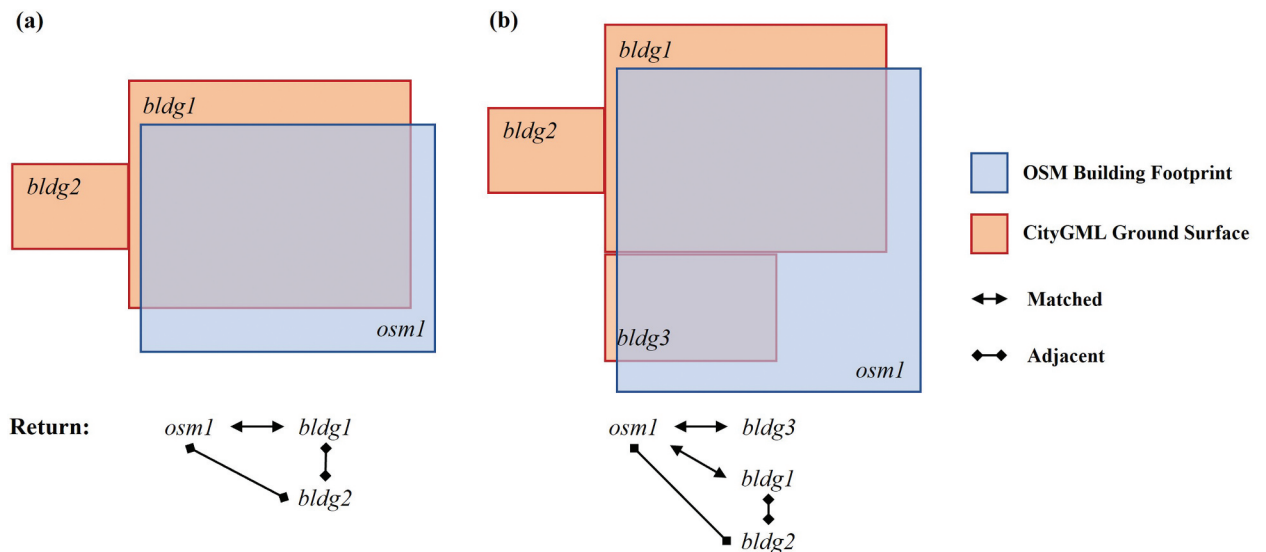 (a)
bldg1
bldg2
osm1
(b)
bldg1
bldg2
bldg3
osm1
OSM Building Footprint
CityGML Ground Surface
Matched
Adjacent
Return:
osm1
bldg1
bldg2
osm1
bldg3
bldg1
bldg2